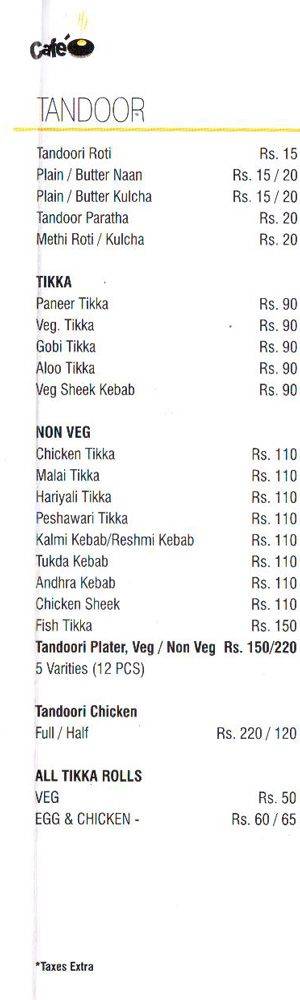 Café
TANDOOR
Tandoori Roti Rs. 15
Plain / Butter Naan Rs. 15 / 20
Plain / Butter Kulcha Rs. 15 / 20
Tandoor Paratha Rs. 20
Methi Roti / Kulcha Rs. 20
TIKKA
Paneer Tikka Rs. 90
Veg. Tikka Rs. 90
Gobi Tikka Rs. 90
Aloo Tikka Rs. 90
Veg Sheek Kebab Rs. 90
NON VEG
Chicken Tikka Rs. 110
Malai Tikka Rs. 110
Hariyali Tikka Rs. 110
Peshawari Tikka Rs. 110
Kalmi Kebab/Reshmi Kebab Rs. 110
Tukda Kebab Rs. 110
Andhra Kebab Rs. 110
Chicken Sheek Rs. 110
Fish Tikka Rs. 150
Tandoori Plater, Veg / Non Veg Rs. 150/220
5 Varities (12 PCS)
Tandoori Chicken
Full / Half Rs. 220 / 120
ALL TIKKA ROLLS
VEG Rs. 50
EGG & CHICKEN - Rs. 60 / 65
*Taxes Extra